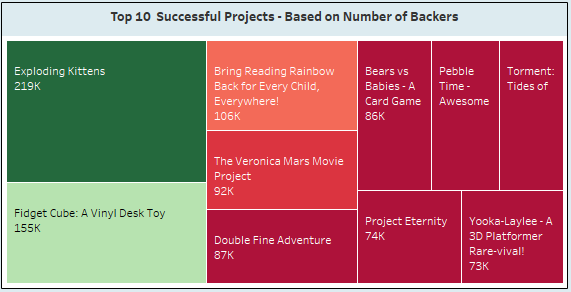 Top 10 Successful Projects - Based on Number of Backers
Exploding Kittens
219K
Fidget Cube: A Vinyl Desk Toy
155K
Bring Reading Rainbow
Back for Every Child,
Everywhere!
106K
The Veronica Mars Movie
Project
92K
Double Fine Adventure
87K
Bears vs
Babies - A
Card Game
86K
Pebble
Time -
Awesome
Torment:
Tides of
Project Eternity
74K
Yooka-Laylee - A
3D Platformer
Rare-vival!
73K